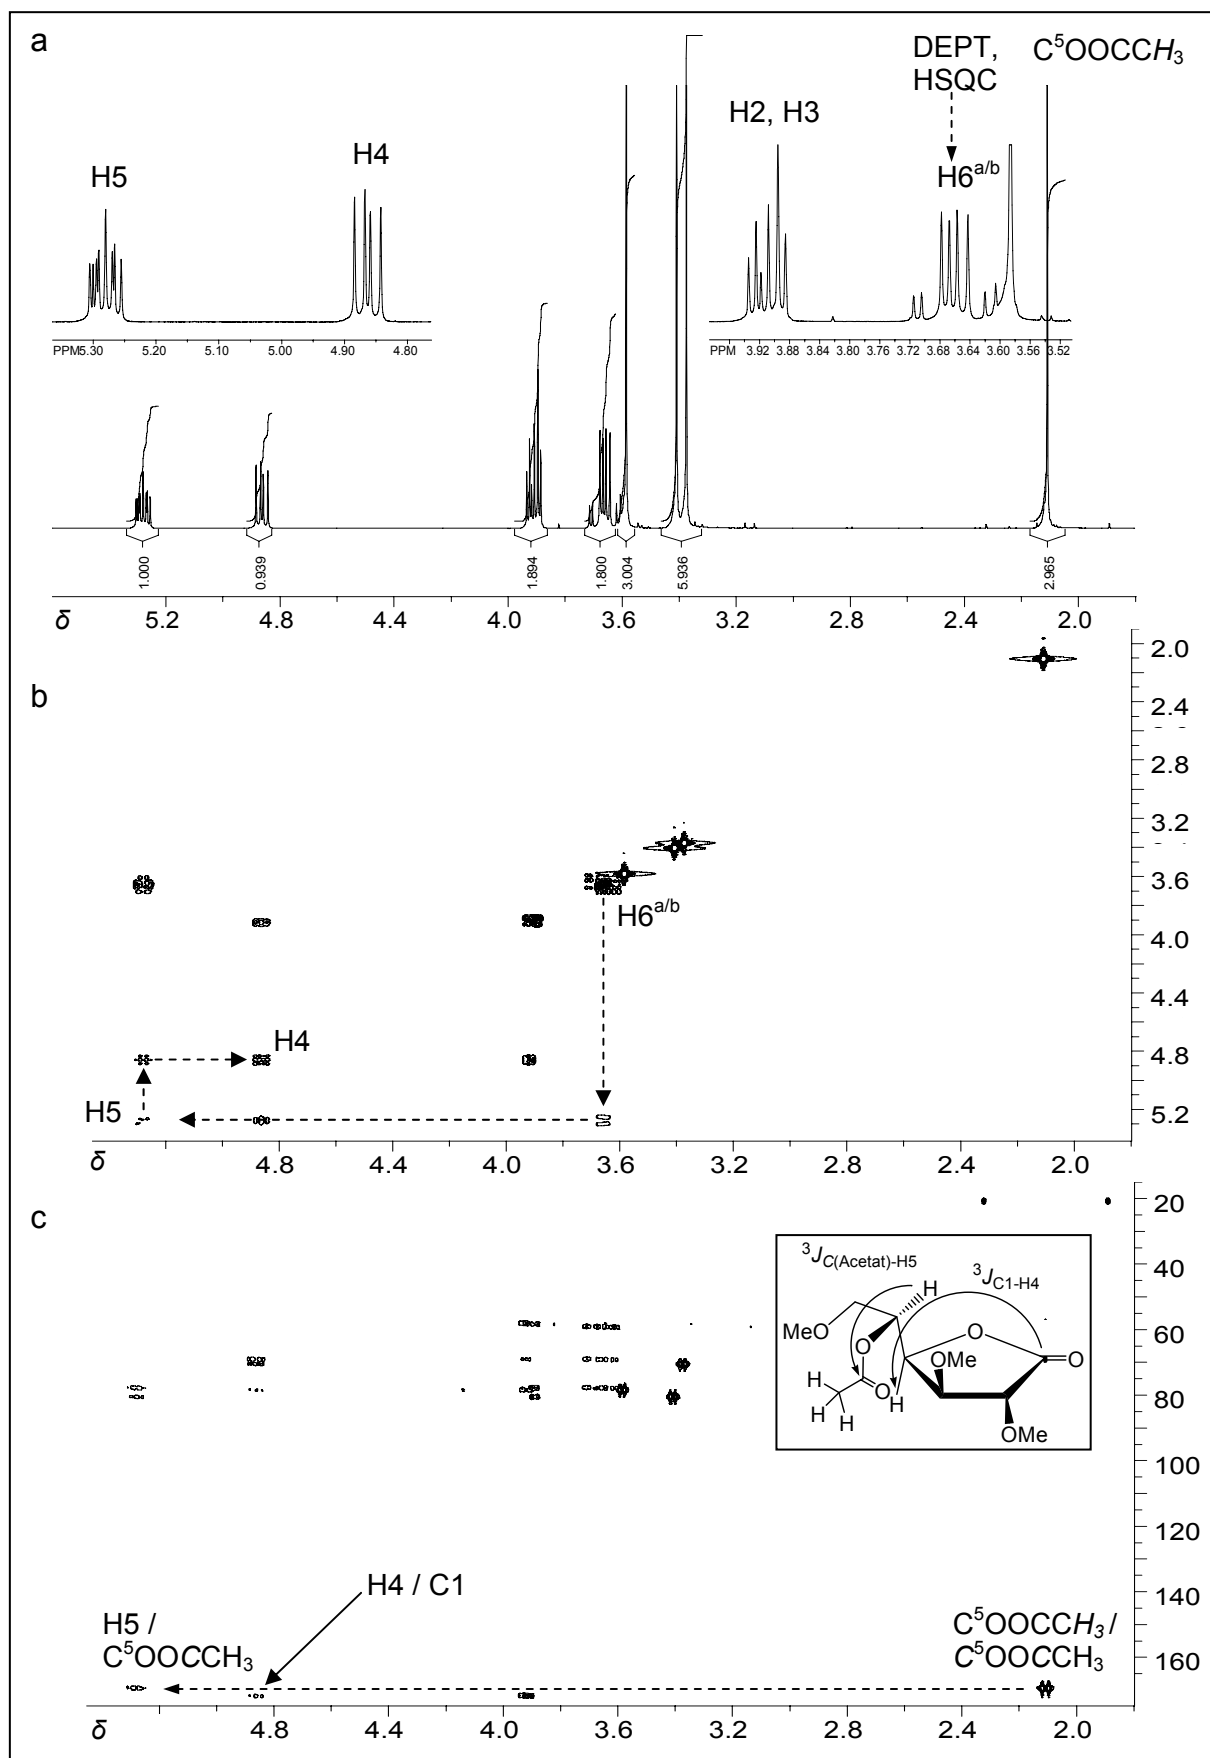 a
DEPT,
HSQC
C⁵OOCCH₃
H2, H3
H6ᵃ/ᵇ
H5
H4
PPM 5.30 5.20 5.10 5.00 4.90 4.80
PPM 3.92 3.88 3.84 3.80 3.76 3.72 3.68 3.64 3.60 3.56 3.52
1.000 0.939 1.894 1.800 3.004 5.936 2.965
δ 5.2 4.8 4.4 4.0 3.6 3.2 2.8 2.4 2.0
b
2.0
2.4
2.8
3.2
3.6
H6ᵃ/ᵇ
4.0
4.4
H4
4.8
H5
5.2
δ 4.8 4.4 4.0 3.6 3.2 2.8 2.4 2.0
c
20
³J_C(Acetat)-H5
³J_C1-H4
40
H
O
MeO
O
OMe
O
60
O
H
H
H
H
OMe
80
100
120
140
H4 / C1
H5 /
C⁵OOCCH₃
C⁵OOCCH₃ /
C⁵OOCCH₃
160
δ 4.8 4.4 4.0 3.6 3.2 2.8 2.4 2.0